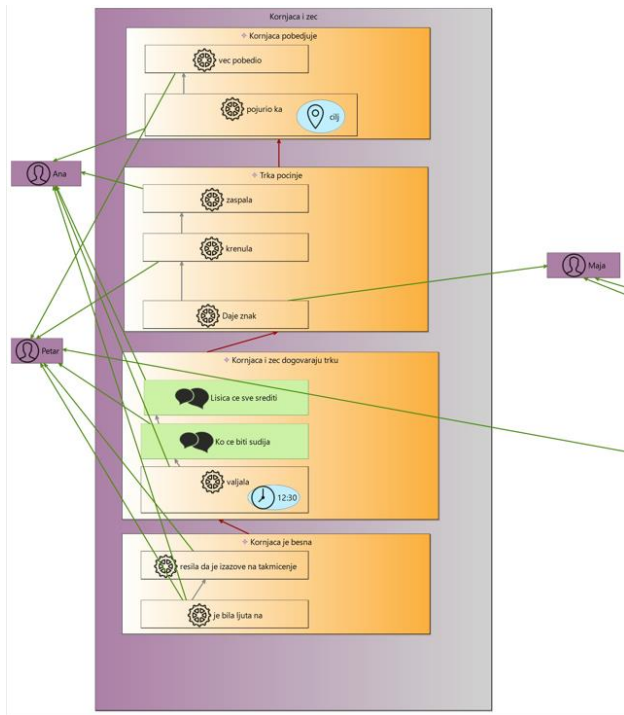 Kornjaca i zec
Kornjaca pobedjuje
vec pobedio
pojurio ka
cilj
Ana
Trka pocinje
zaspala
krenula
Daje znak
Maja
Petar
Kornjaca i zec dogovaraju trku
Lisica ce sve srediti
Ko ce biti sudija
valjala
12:30
Kornjaca je besna
resila da je izazove na takmicenje
je bila ljuta na